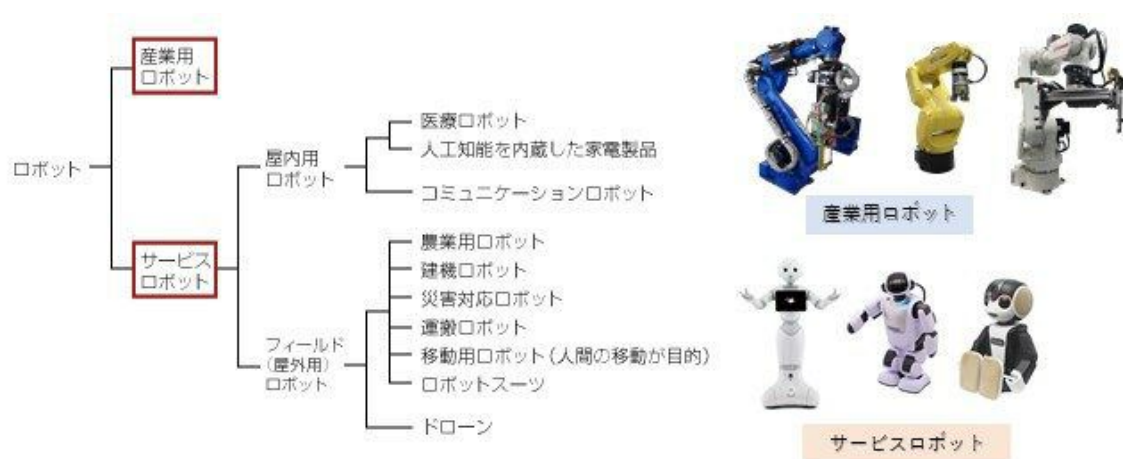 産業用
ロボット
医療ロボット
屋内用
ロボット
人工知能を内蔵した家電製品
ロボット
コミュニケーションロボット
産業用ロボット
農業用ロボット
サービス
ロボット
建機ロボット
災害対応ロボット
運搬ロボット
フィールド
(屋外用)
ロボット
移動用ロボット(人間の移動が目的)
ロボットスーツ
ドローン
サービスロボット